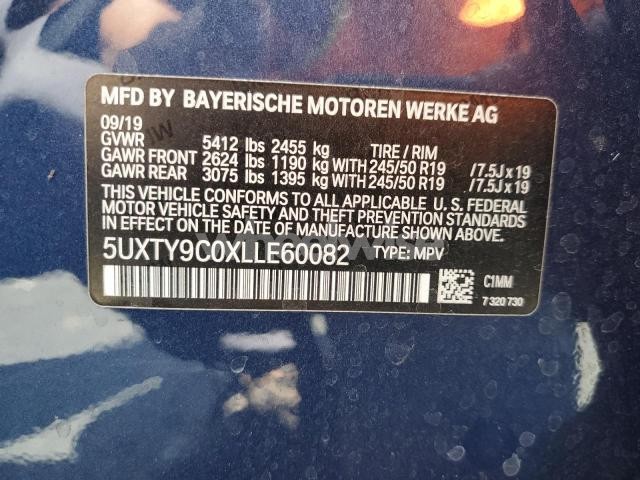 MFD BY BAYERISCHE MOTOREN WERKE AG
09/19
GVWR 5412 lbs 2455 kg TIRE / RIM
GAWR FRONT 2624 lbs 1190 kg WITH 245/50 R19 /7.5J x 19
GAWR REAR 3075 lbs 1395 kg WITH 245/50 R19 /7.5J x 19
THIS VEHICLE CONFORMS TO ALL APPLICABLE U. S. FEDERAL
MOTOR VEHICLE SAFETY AND THEFT PREVENTION STANDARDS
IN EFFECT ON THE DATE OF MANUFACTURE SHOWN ABOVE.
5UXTY9C0XLLE60082 TYPE: MPV
C1MM
7 320 730